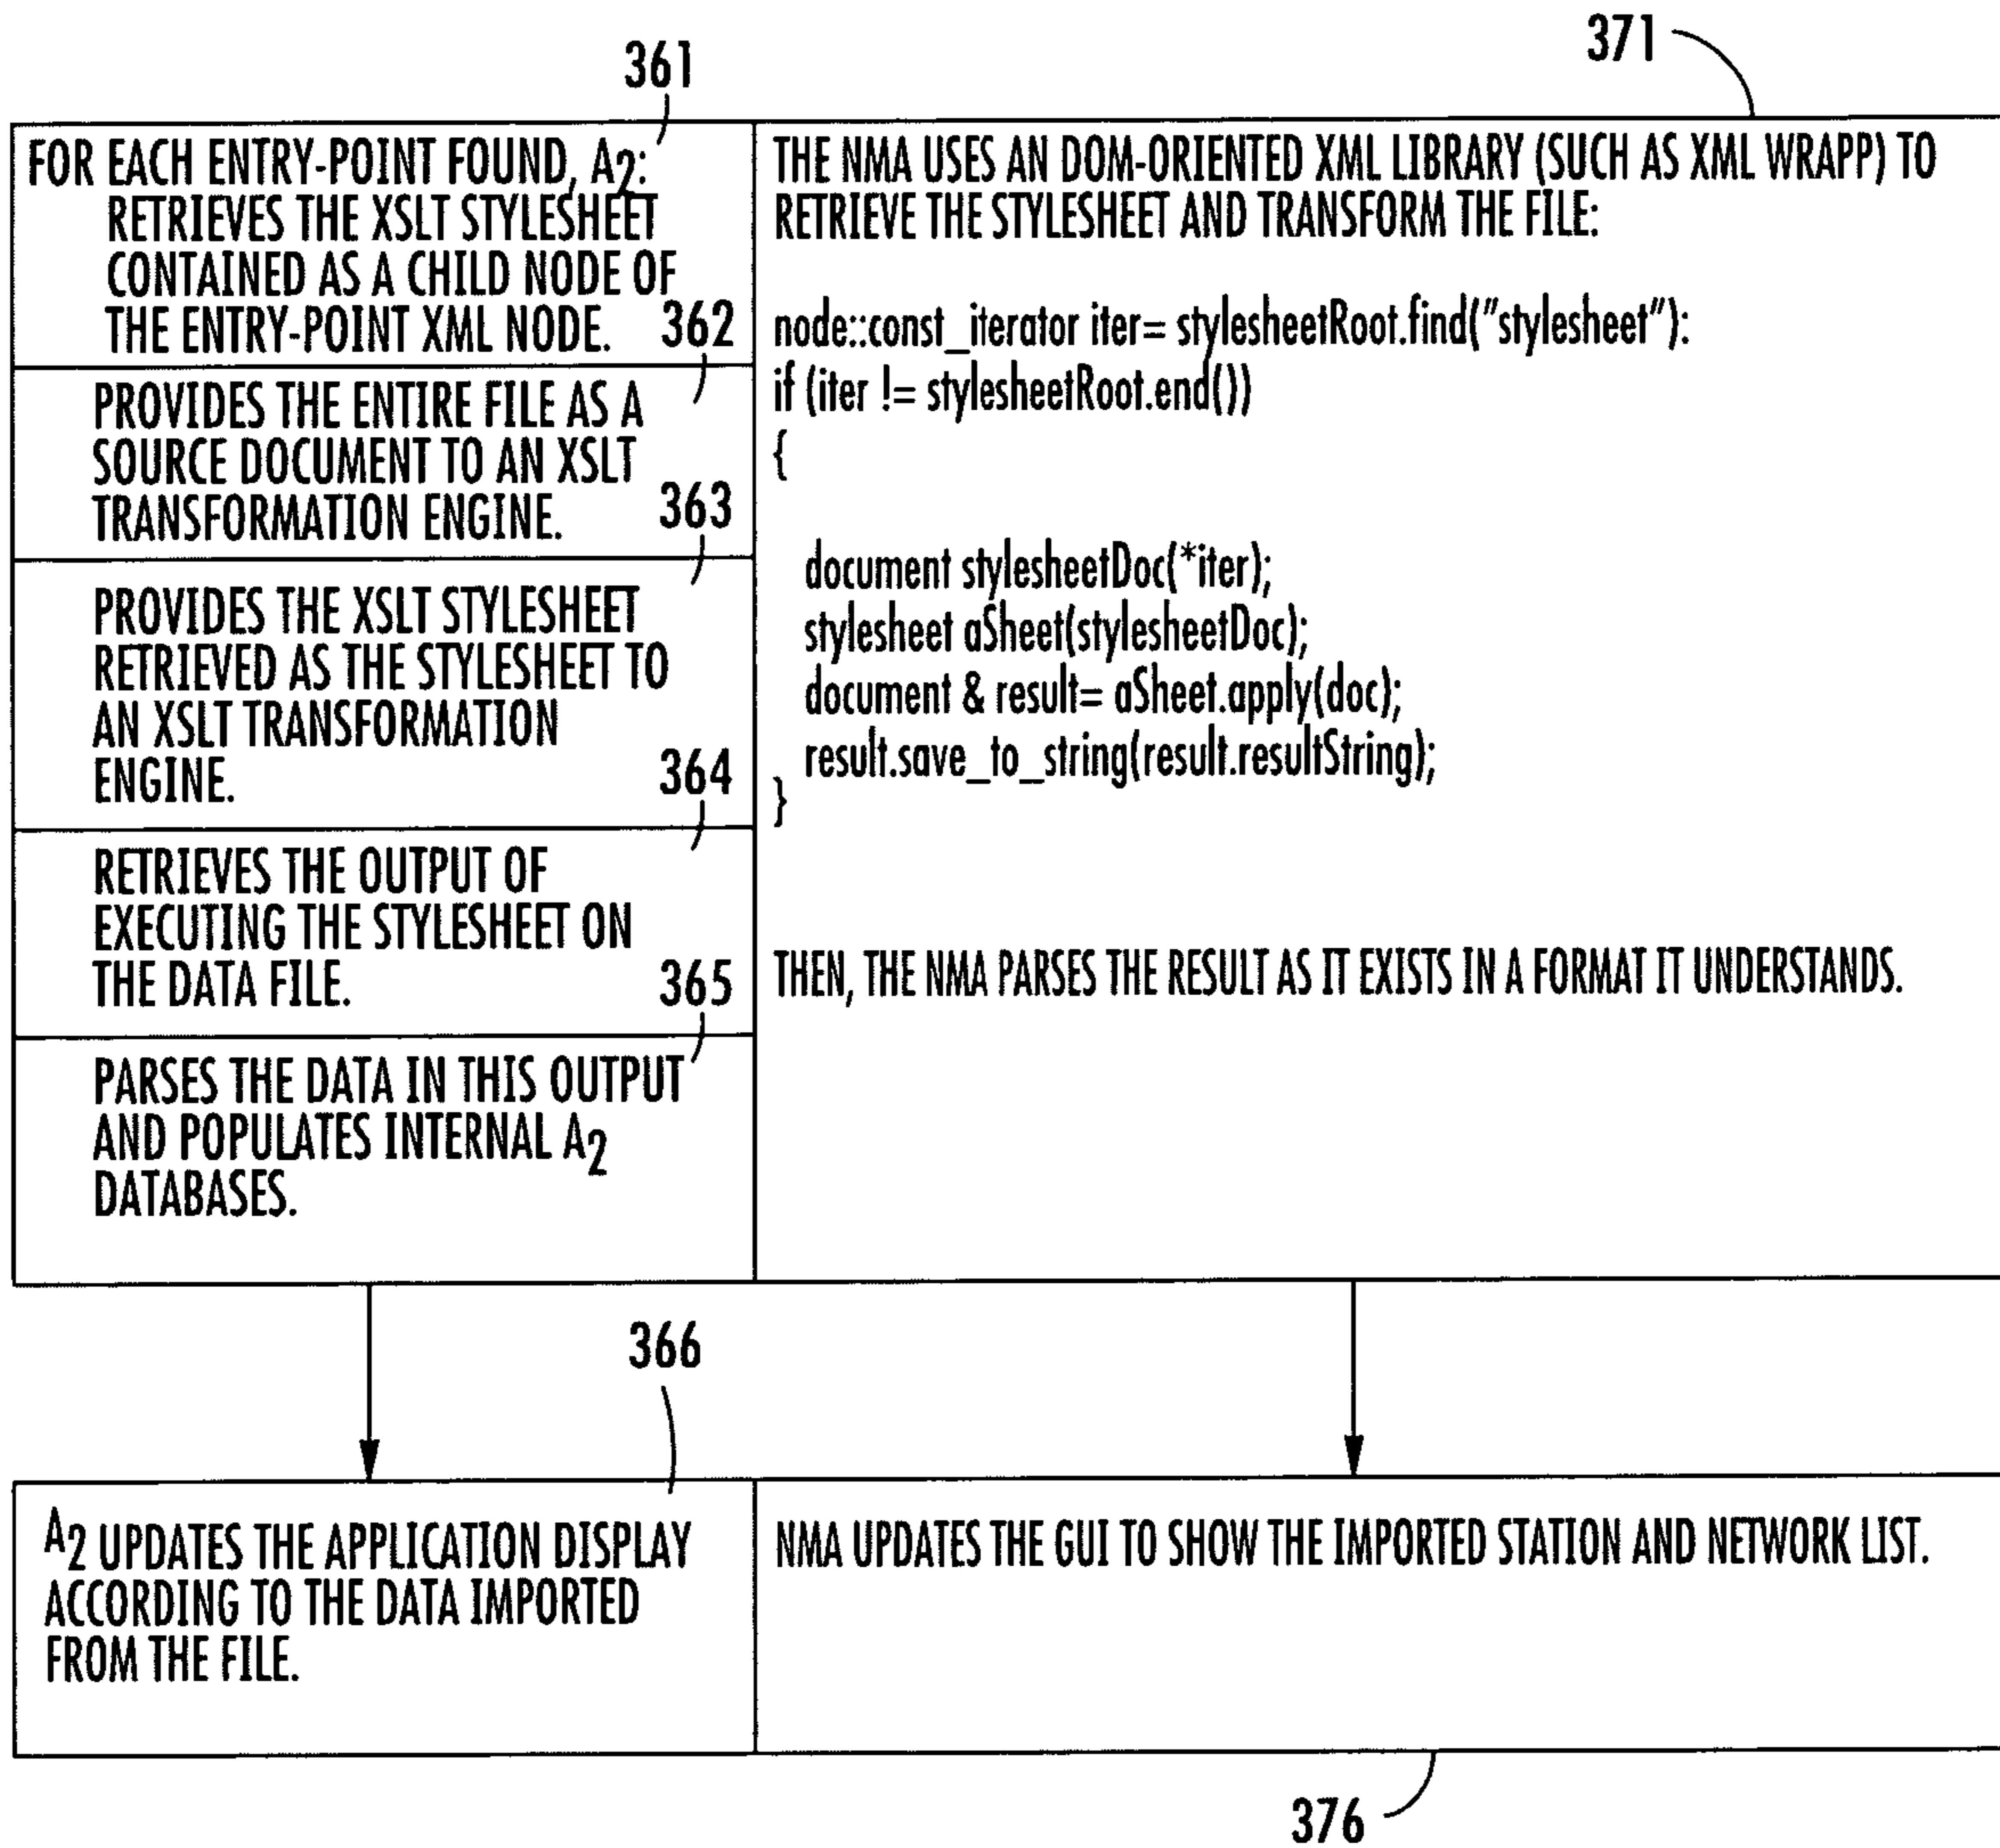 361
371
FOR EACH ENTRY-POINT FOUND, A2:
RETRIEVES THE XSLT STYLESHEET
CONTAINED AS A CHILD NODE OF
THE ENTRY-POINT XML NODE.
362
PROVIDES THE ENTIRE FILE AS A
SOURCE DOCUMENT TO AN XSLT
TRANSFORMATION ENGINE.
363
PROVIDES THE XSLT STYLESHEET
RETRIEVED AS THE STYLESHEET TO
AN XSLT TRANSFORMATION
ENGINE.
364
RETRIEVES THE OUTPUT OF
EXECUTING THE STYLESHEET ON
THE DATA FILE.
365
PARSES THE DATA IN THIS OUTPUT
AND POPULATES INTERNAL A2
DATABASES.
THE NMA USES AN DOM-ORIENTED XML LIBRARY (SUCH AS XML WRAPP) TO
RETRIEVE THE STYLESHEET AND TRANSFORM THE FILE:
node::const_iterator iter= stylesheetRoot.find("stylesheet"):
if (iter != stylesheetRoot.end())
{
document stylesheetDoc(*iter);
stylesheet aSheet(stylesheetDoc);
document & result= aSheet.apply(doc);
result.save_to_string(result.resultString);
}
THEN, THE NMA PARSES THE RESULT AS IT EXISTS IN A FORMAT IT UNDERSTANDS.
366
A2 UPDATES THE APPLICATION DISPLAY
ACCORDING TO THE DATA IMPORTED
FROM THE FILE.
NMA UPDATES THE GUI TO SHOW THE IMPORTED STATION AND NETWORK LIST.
376